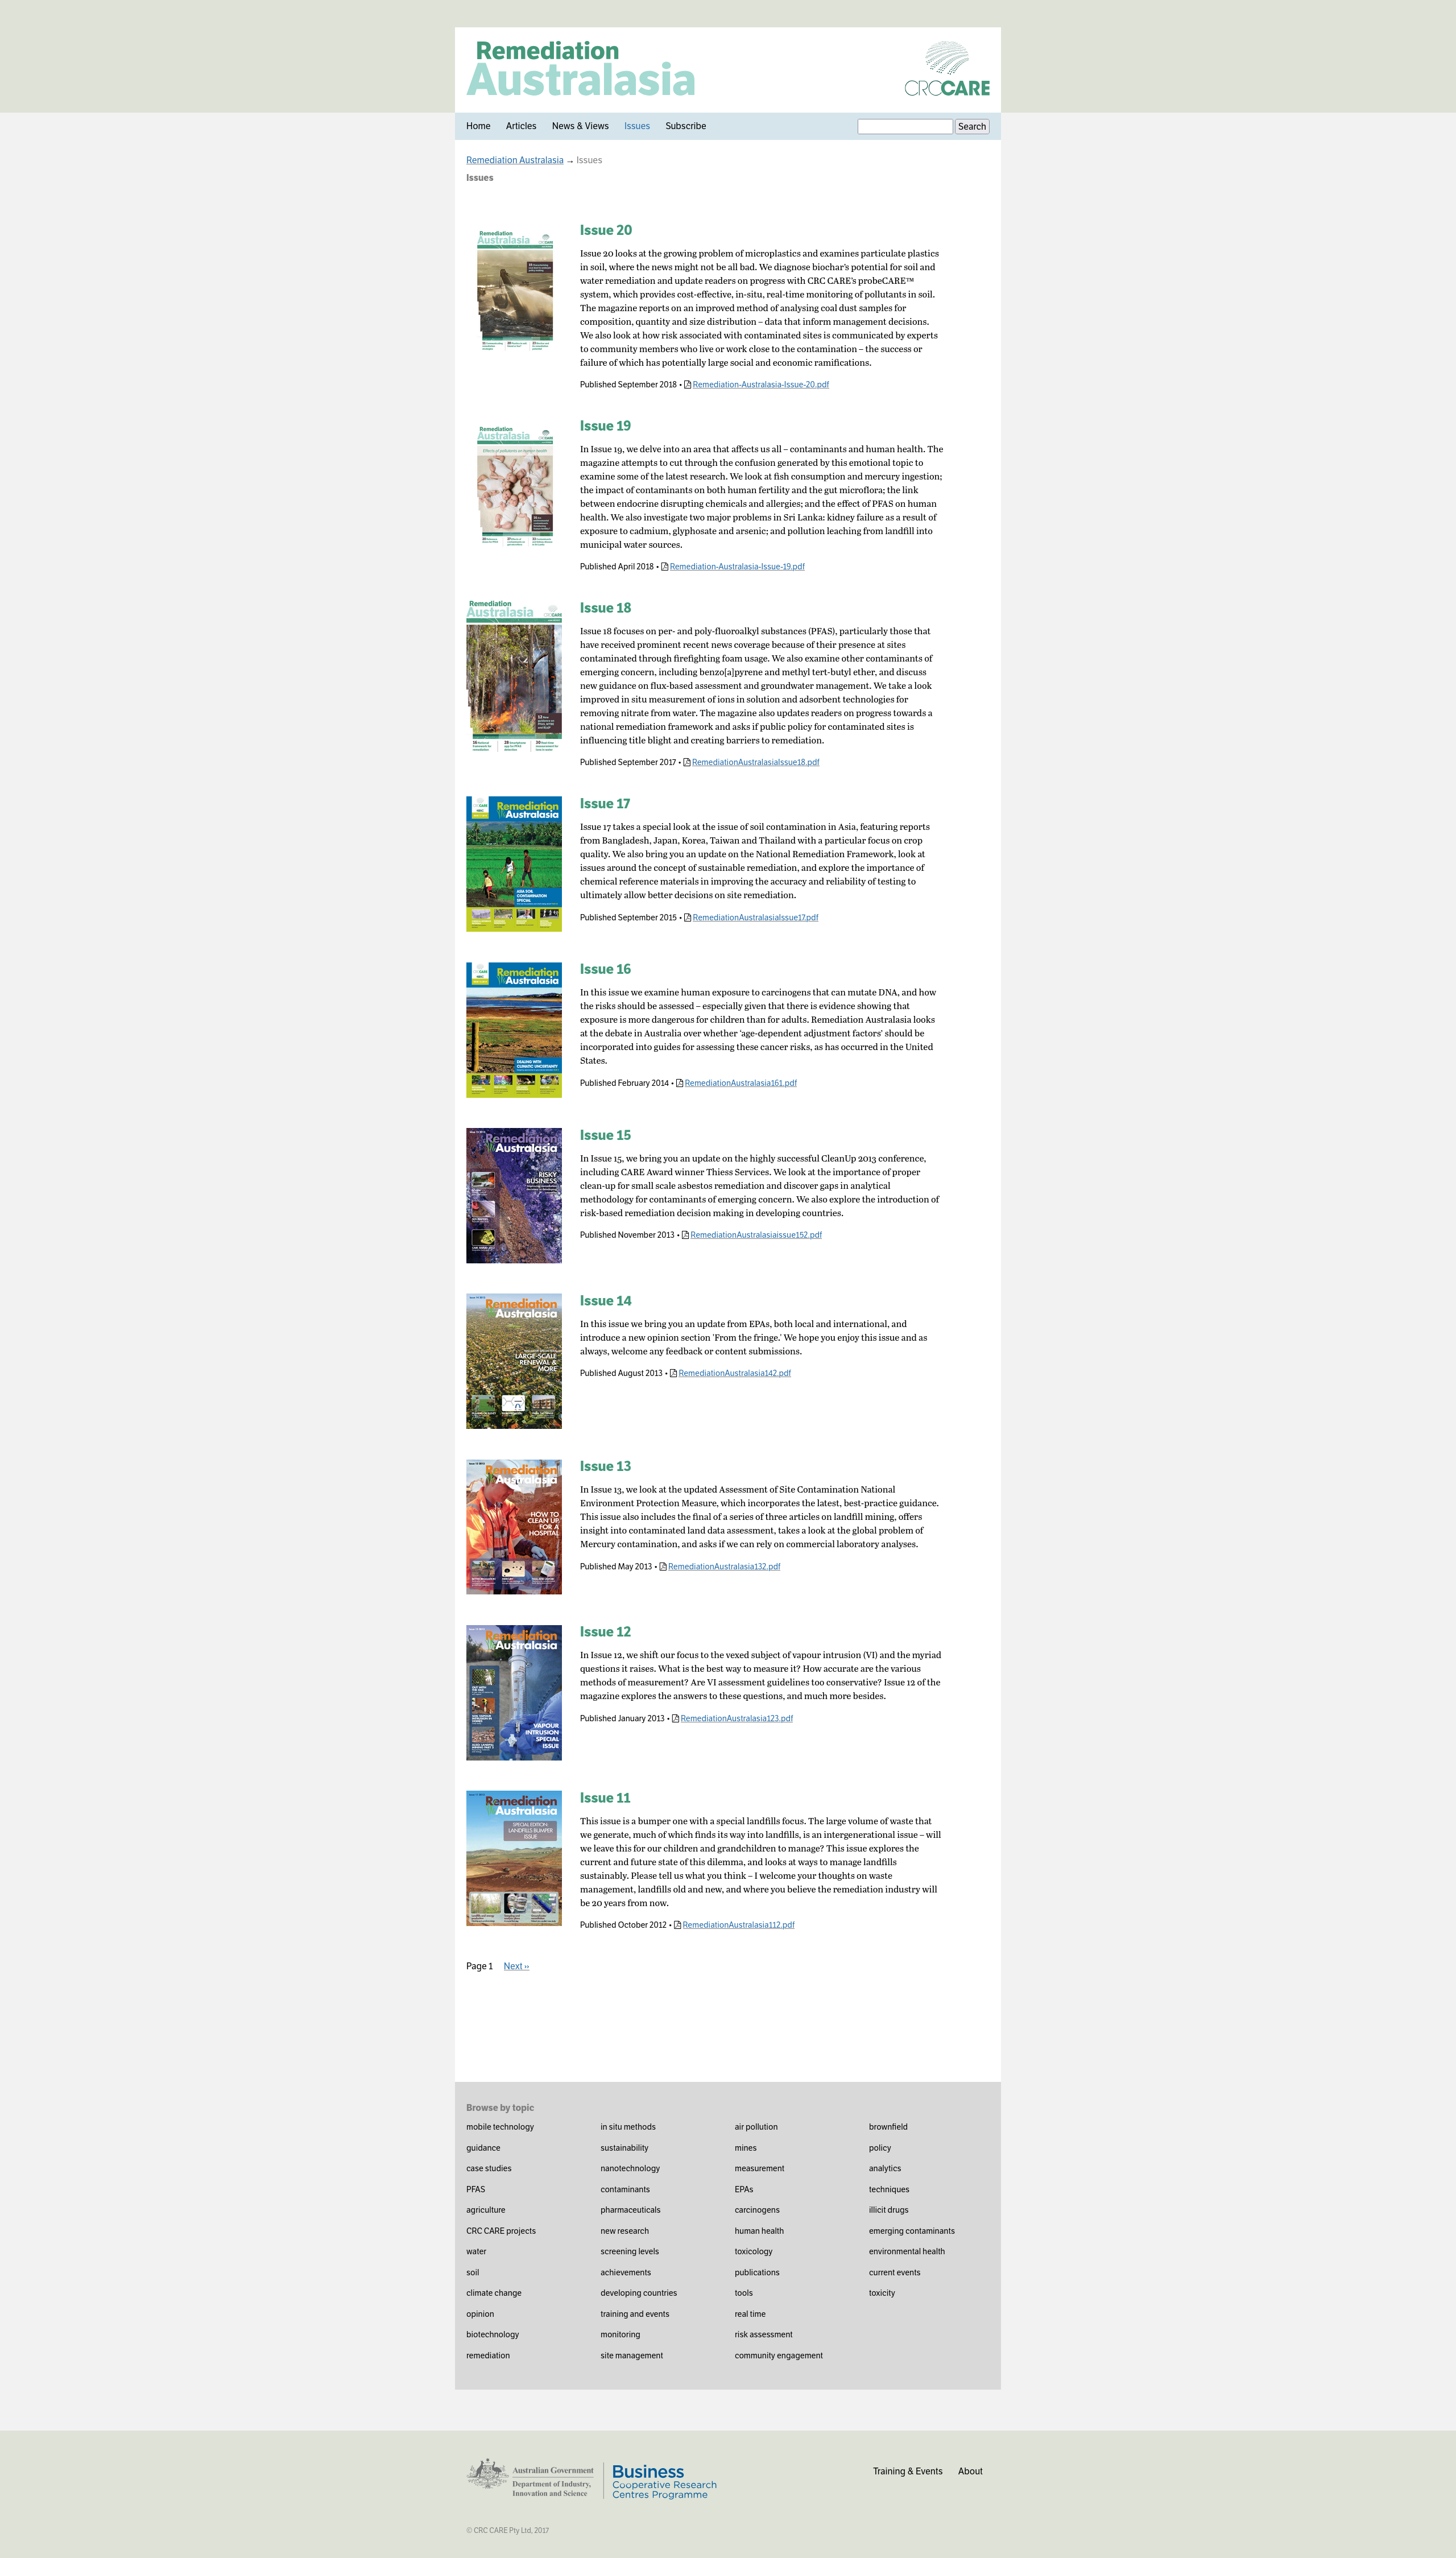 Remediation
Australasia
CRCCARE
Home Articles News & Views Issues Subscribe Search
Remediation Australasia → Issues
Issues
Issue 20
Issue 20 looks at the growing problem of microplastics and examines particulate plastics
in soil, where the news might not be all bad. We diagnose biochar's potential for soil and
water remediation and update readers on progress with CRC CARE's probeCARE™
system, which provides cost-effective, in-situ, real-time monitoring of pollutants in soil.
The magazine reports on an improved method of analysing coal dust samples for
composition, quantity and size distribution – data that inform management decisions.
We also look at how risk associated with contaminated sites is communicated by experts
to community members who live or work close to the contamination – the success or
failure of which has potentially large social and economic ramifications.
Published September 2018 • Remediation-Australasia-Issue-20.pdf
Issue 19
In Issue 19, we delve into an area that affects us all – contaminants and human health. The
magazine attempts to cut through the confusion generated by this emotional topic to
examine some of the latest research. We look at fish consumption and mercury ingestion;
the impact of contaminants on both human fertility and the gut microflora; the link
between endocrine disrupting chemicals and allergies; and the effect of PFAS on human
health. We also investigate two major problems in Sri Lanka: kidney failure as a result of
exposure to cadmium, glyphosate and arsenic; and pollution leaching from landfill into
municipal water sources.
Published April 2018 • Remediation-Australasia-Issue-19.pdf
Issue 18
Issue 18 focuses on per- and poly-fluoroalkyl substances (PFAS), particularly those that
have received prominent recent news coverage because of their presence at sites
contaminated through firefighting foam usage. We also examine other contaminants of
emerging concern, including benzo[a]pyrene and methyl tert-butyl ether, and discuss
new guidance on flux-based assessment and groundwater management. We take a look
improved in situ measurement of ions in solution and adsorbent technologies for
removing nitrate from water. The magazine also updates readers on progress towards a
national remediation framework and asks if public policy for contaminated sites is
influencing title blight and creating barriers to remediation.
Published September 2017 • RemediationAustralasiaIssue18.pdf
Issue 17
Issue 17 takes a special look at the issue of soil contamination in Asia, featuring reports
from Bangladesh, Japan, Korea, Taiwan and Thailand with a particular focus on crop
quality. We also bring you an update on the National Remediation Framework, look at
issues around the concept of sustainable remediation, and explore the importance of
chemical reference materials in improving the accuracy and reliability of testing to
ultimately allow better decisions on site remediation.
Published September 2015 • RemediationAustralasiaIssue17.pdf
Issue 16
In this issue we examine human exposure to carcinogens that can mutate DNA, and how
the risks should be assessed – especially given that there is evidence showing that
exposure is more dangerous for children than for adults. Remediation Australasia looks
at the debate in Australia over whether 'age-dependent adjustment factors' should be
incorporated into guides for assessing these cancer risks, as has occurred in the United
States.
Published February 2014 • RemediationAustralasia161.pdf
Issue 15
In Issue 15, we bring you an update on the highly successful CleanUp 2013 conference,
including CARE Award winner Thiess Services. We look at the importance of proper
clean-up for small scale asbestos remediation and discover gaps in analytical
methodology for contaminants of emerging concern. We also explore the introduction of
risk-based remediation decision making in developing countries.
Published November 2013 • RemediationAustralasiaissue152.pdf
RISKY
BUSINESS
Issue 14
In this issue we bring you an update from EPAs, both local and international, and
introduce a new opinion section 'From the fringe.' We hope you enjoy this issue and as
always, welcome any feedback or content submissions.
Published August 2013 • RemediationAustralasia142.pdf
LARGE-SCALE
RENEWAL &
MORE
Issue 13
In Issue 13, we look at the updated Assessment of Site Contamination National
Environment Protection Measure, which incorporates the latest, best-practice guidance.
This issue also includes the final of a series of three articles on landfill mining, offers
insight into contaminated land data assessment, takes a look at the global problem of
Mercury contamination, and asks if we can rely on commercial laboratory analyses.
Published May 2013 • RemediationAustralasia132.pdf
HOW TO
CLEAN UP
FOR A
HOSPITAL
Issue 12
In Issue 12, we shift our focus to the vexed subject of vapour intrusion (VI) and the myriad
questions it raises. What is the best way to measure it? How accurate are the various
methods of measurement? Are VI assessment guidelines too conservative? Issue 12 of the
magazine explores the answers to these questions, and much more besides.
Published January 2013 • RemediationAustralasia123.pdf
VAPOUR
INTRUSION
SPECIAL
ISSUE
Issue 11
This issue is a bumper one with a special landfills focus. The large volume of waste that
we generate, much of which finds its way into landfills, is an intergenerational issue – will
we leave this for our children and grandchildren to manage? This issue explores the
current and future state of this dilemma, and looks at ways to manage landfills
sustainably. Please tell us what you think – I welcome your thoughts on waste
management, landfills old and new, and where you believe the remediation industry will
be 20 years from now.
Published October 2012 • RemediationAustralasia112.pdf
SPECIAL EDITION
LANDFILLS BUMPER
ISSUE
Page 1 Next »
Browse by topic
mobile technology in situ methods air pollution brownfield
guidance sustainability mines policy
case studies nanotechnology measurement analytics
PFAS contaminants EPAs techniques
agriculture pharmaceuticals carcinogens illicit drugs
CRC CARE projects new research human health emerging contaminants
water screening levels toxicology environmental health
soil achievements publications current events
climate change developing countries tools toxicity
opinion training and events real time
biotechnology monitoring risk assessment
remediation site management community engagement
Australian Government
Department of Industry,
Innovation and Science
Business
Cooperative Research
Centres Programme
Training & Events About
© CRC CARE Pty Ltd, 2017